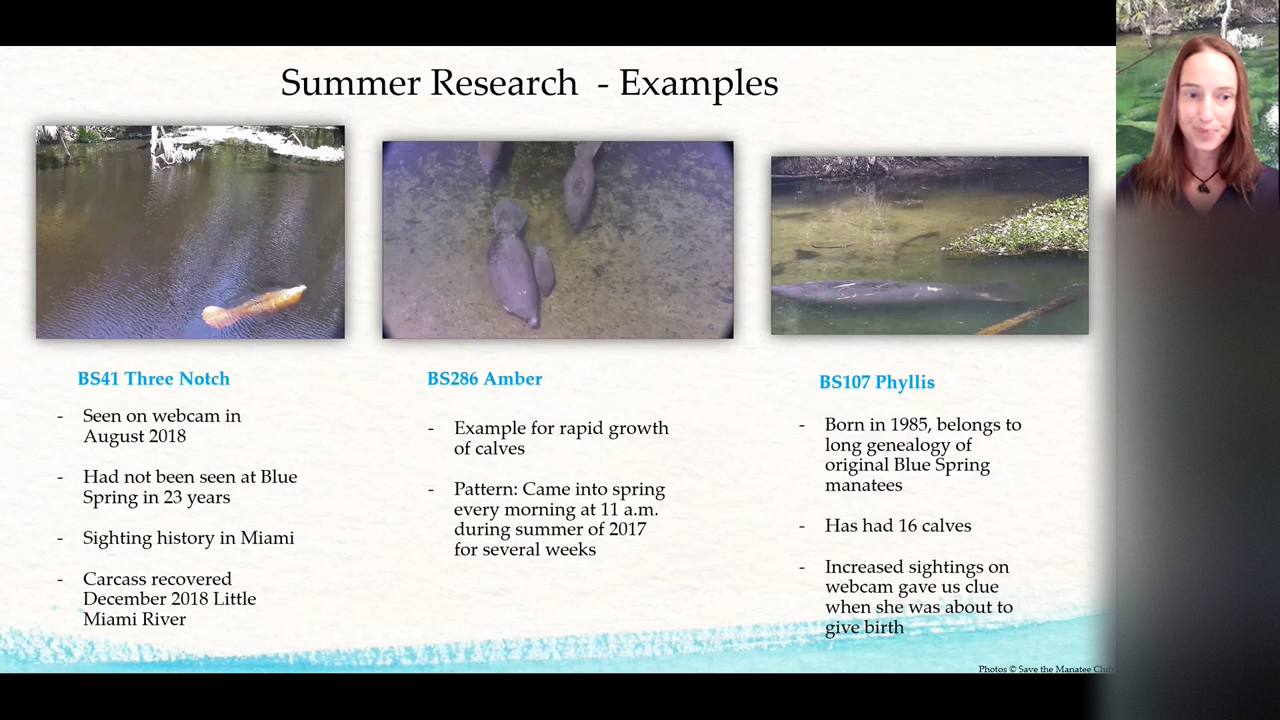 Summer Research - Examples
BS41 Three Notch
- Seen on webcam in
August 2018
- Had not been seen at Blue
Spring in 23 years
- Sighting history in Miami
- Carcass recovered
December 2018 Little
Miami River
BS286 Amber
- Example for rapid growth
of calves
- Pattern: Came into spring
every morning at 11 a.m.
during summer of 2017
for several weeks
BS107 Phyllis
- Born in 1985, belongs to
long genealogy of
original Blue Spring
manatees
- Has had 16 calves
- Increased sightings on
webcam gave us clue
when she was about to
give birth
Photos © Save the Manatee Club